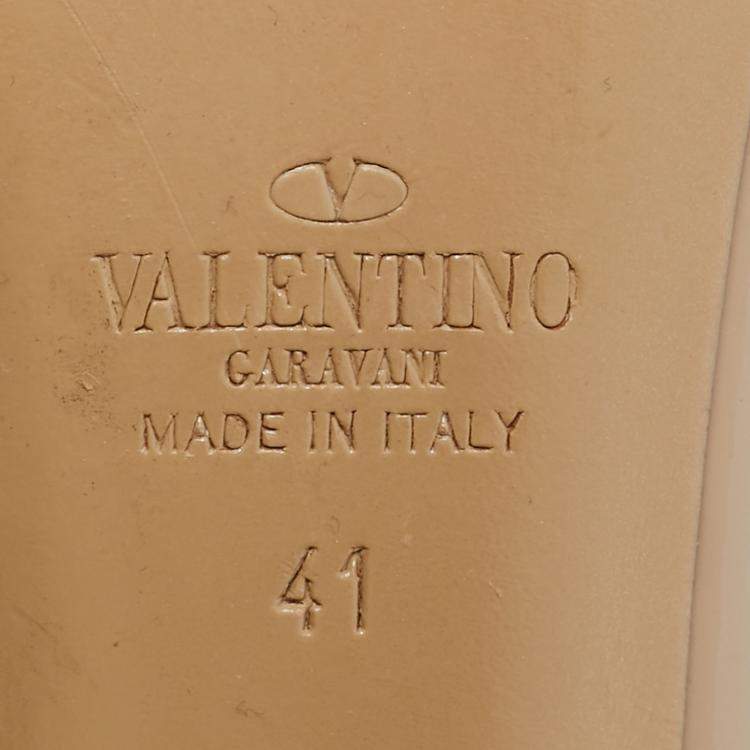 V
VALENTINO
GARAVANI
MADE IN ITALY
41